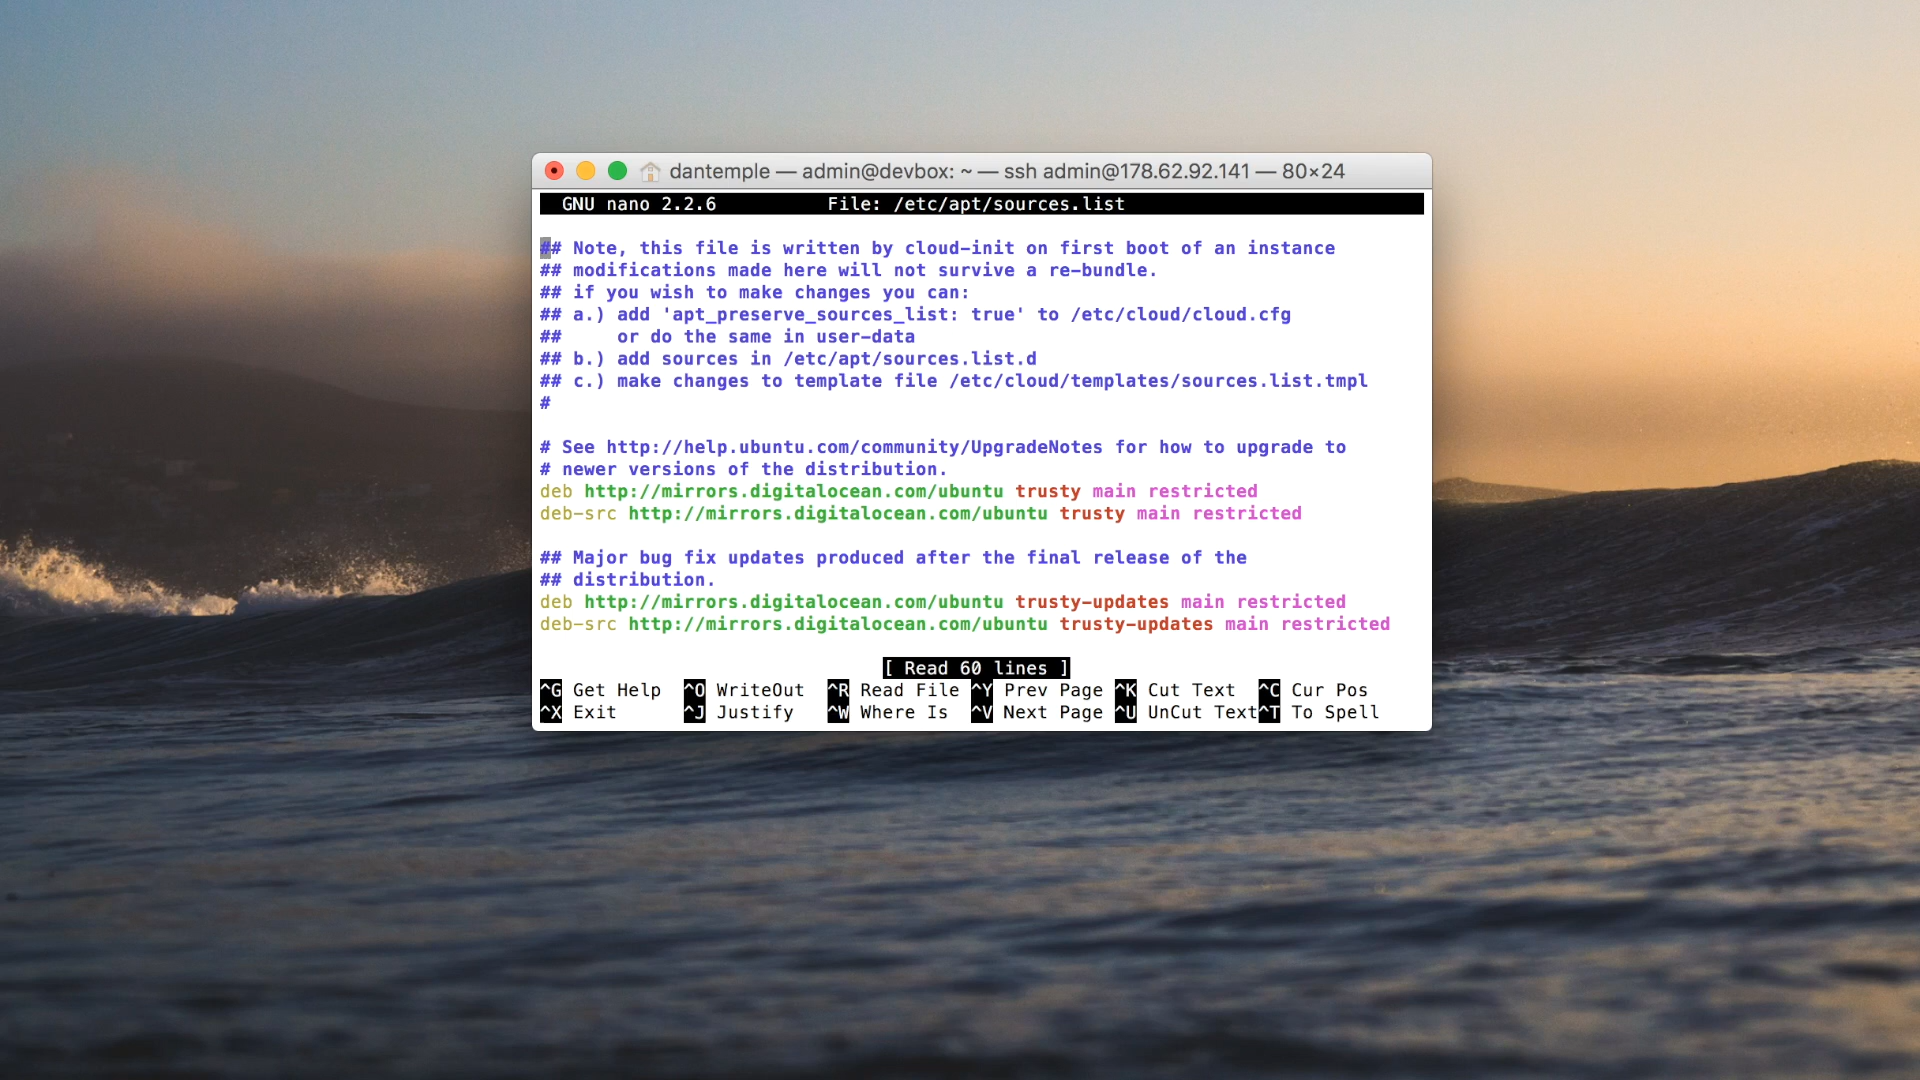 dantemple — admin@devbox: ~ — ssh admin@178.62.92.141 — 80×24
GNU nano 2.2.6 File: /etc/apt/sources.list
## Note, this file is written by cloud-init on first boot of an instance
## modifications made here will not survive a re-bundle.
## if you wish to make changes you can:
## a.) add 'apt_preserve_sources_list: true' to /etc/cloud/cloud.cfg
## or do the same in user-data
## b.) add sources in /etc/apt/sources.list.d
## c.) make changes to template file /etc/cloud/templates/sources.list.tmpl
#
# See http://help.ubuntu.com/community/UpgradeNotes for how to upgrade to
# newer versions of the distribution.
deb http://mirrors.digitalocean.com/ubuntu trusty main restricted
deb-src http://mirrors.digitalocean.com/ubuntu trusty main restricted
## Major bug fix updates produced after the final release of the
## distribution.
deb http://mirrors.digitalocean.com/ubuntu trusty-updates main restricted
deb-src http://mirrors.digitalocean.com/ubuntu trusty-updates main restricted
[ Read 60 lines ]
^G Get Help ^O WriteOut ^R Read File ^Y Prev Page ^K Cut Text ^C Cur Pos
^X Exit ^J Justify ^W Where Is ^V Next Page ^U UnCut Text ^T To Spell